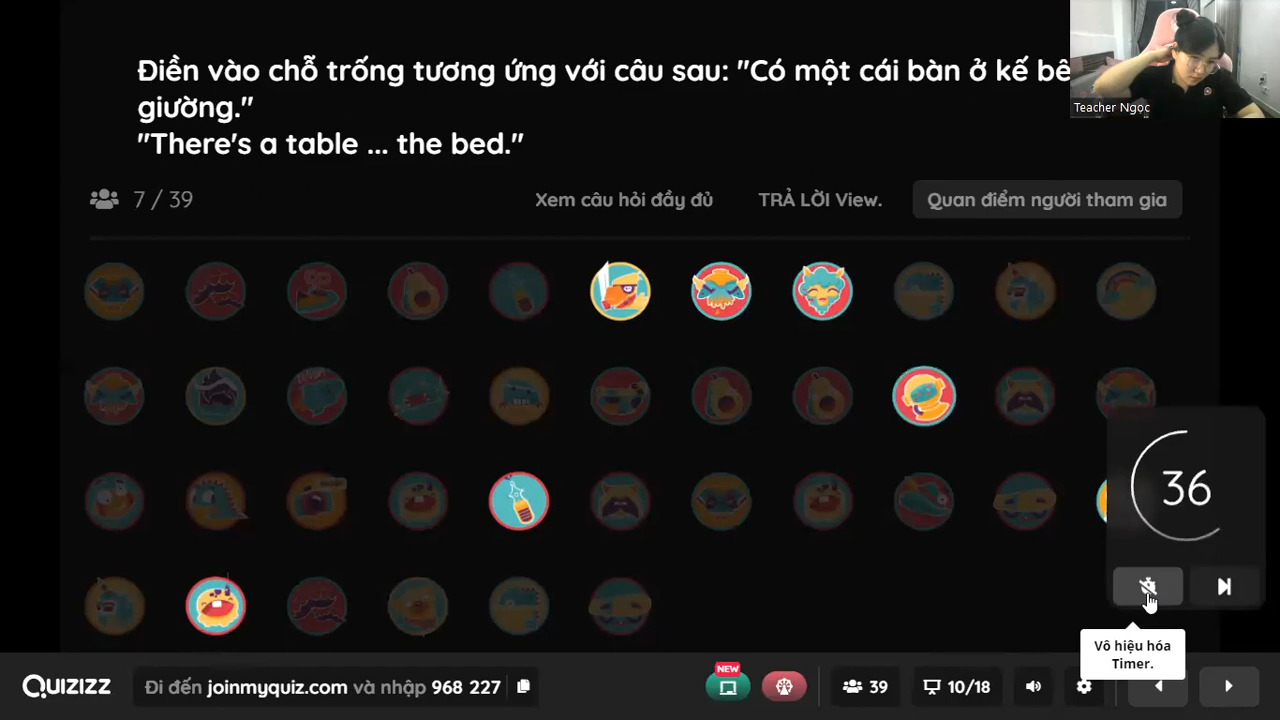 Điền vào chỗ trống tương ứng với câu sau: "Có một cái bàn ở kế bê
giường."
"There's a table ... the bed."
Teacher Ngọc
7 / 39
Xem câu hỏi đầy đủ
TRẢ LỜI View.
Quan điểm người tham gia
36
Vô hiệu hóa
Timer.
QUIZIZZ
Đi đến joinmyquiz.com và nhập 968 227
NEW
39
10/18